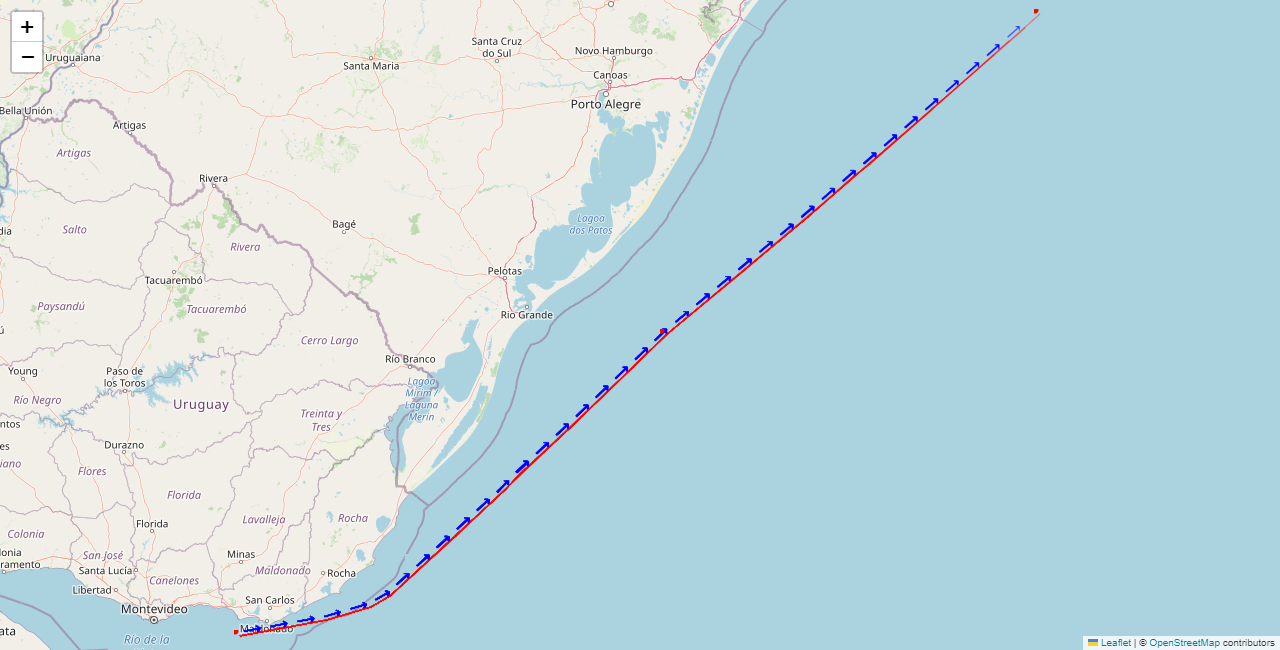 +
−
Uruguaiana
Bella Unión
Artigas
Artigas
Santa Maria
Santa Cruz
do Sul
Novo Hamburgo
Canoas
Porto Alegre
Rivera
Salto
Rivera
Bagé
Lagoa
dos Patos
Tacuarembó
Pelotas
Paysandú
Tacuarembó
Rio Grande
Cerro Largo
Río Branco
Young
Paso de
los Toros
Lagoa
Mirim /
Laguna
Merín
Río Negro
Uruguay
Treinta y
Tres
Durazno
Flores
Florida
Lavalleja
Rocha
Florida
Colonia
San José
Minas
Santa Lucía
Canelones
Maldonado
Rocha
Libertad
San Carlos
Montevideo
Maldonado
Río de la
Leaflet | © OpenStreetMap contributors